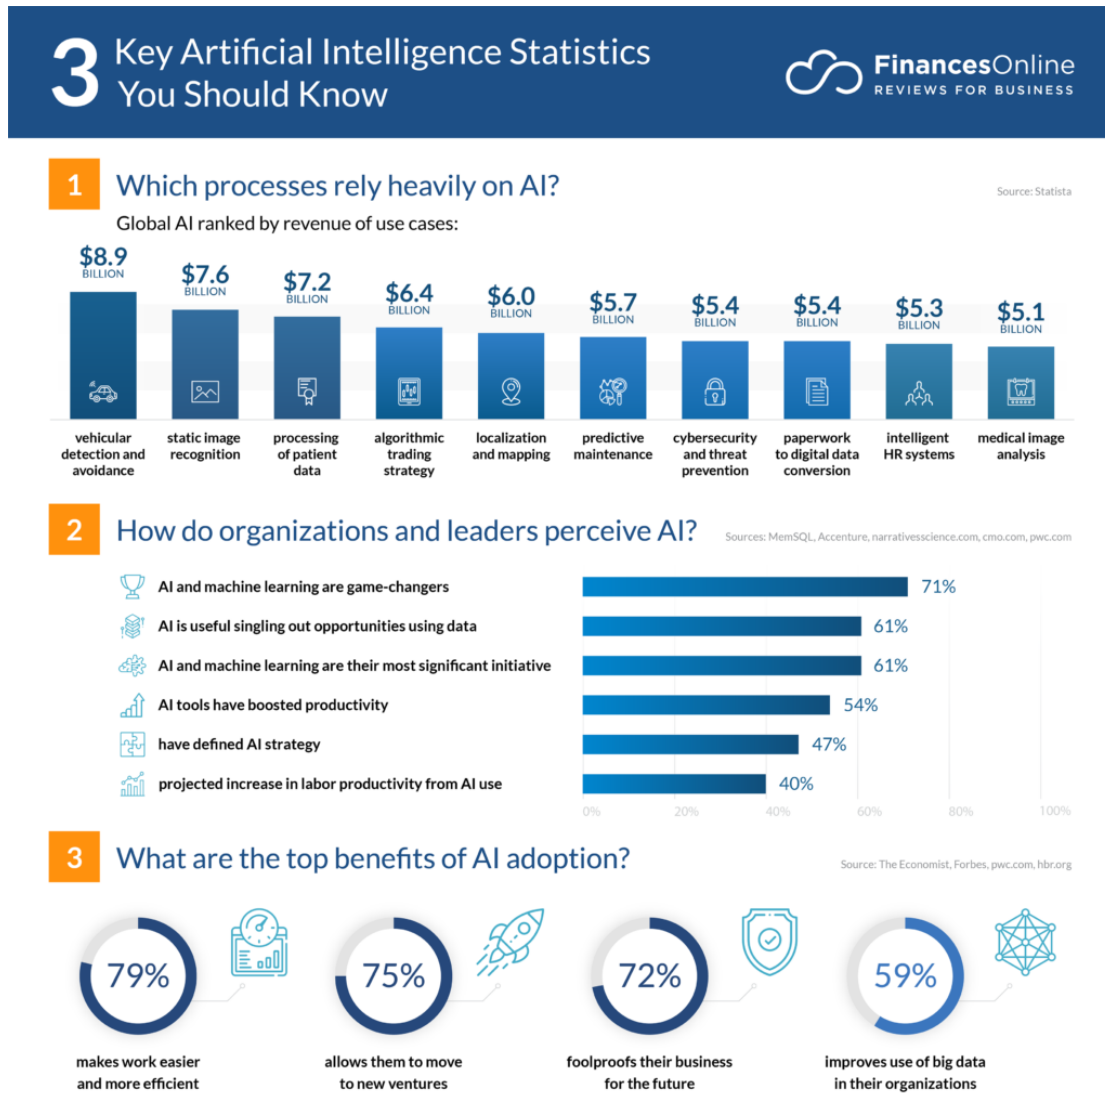 3 Key Artificial Intelligence Statistics
You Should Know
FinancesOnline
REVIEWS FOR BUSINESS
1 Which processes rely heavily on AI?
Source: Statista
Global AI ranked by revenue of use cases:
$8.9
BILLION
$7.6
BILLION
$7.2
BILLION
$6.4
BILLION
$6.0
BILLION
$5.7
BILLION
$5.4
BILLION
$5.4
BILLION
$5.3
BILLION
$5.1
BILLION
vehicular
detection and
avoidance
static image
recognition
processing
of patient
data
algorithmic
trading
strategy
localization
and mapping
predictive
maintenance
cybersecurity
and threat
prevention
paperwork
to digital data
conversion
intelligent
HR systems
medical image
analysis
2 How do organizations and leaders perceive AI?
Sources: MemSQL, Accenture, narrativesscience.com, cmo.com, pwc.com
AI and machine learning are game-changers 71%
AI is useful singling out opportunities using data 61%
AI and machine learning are their most significant initiative 61%
AI tools have boosted productivity 54%
have defined AI strategy 47%
projected increase in labor productivity from AI use 40%
0% 20% 40% 60% 80% 100%
3 What are the top benefits of AI adoption?
Source: The Economist, Forbes, pwc.com, hbr.org
79%
makes work easier
and more efficient
75%
allows them to move
to new ventures
72%
foolproofs their business
for the future
59%
improves use of big data
in their organizations